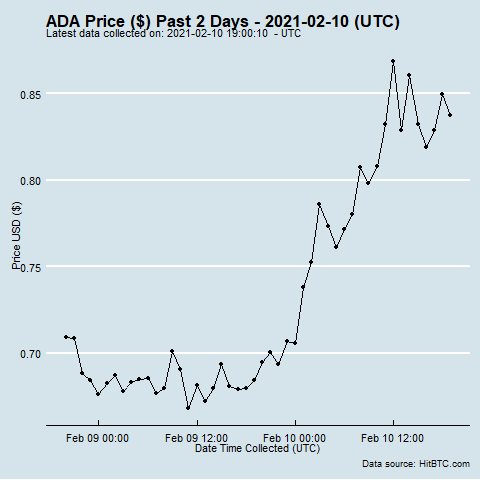 ADA Price ($) Past 2 Days - 2021-02-10 (UTC)
Latest data collected on: 2021-02-10 19:00:10 - UTC
0.85
0.80
0.75
0.70
Price USD ($)
Feb 09 00:00
Feb 09 12:00
Feb 10 00:00
Feb 10 12:00
Date Time Collected (UTC)
Data source: HitBTC.com